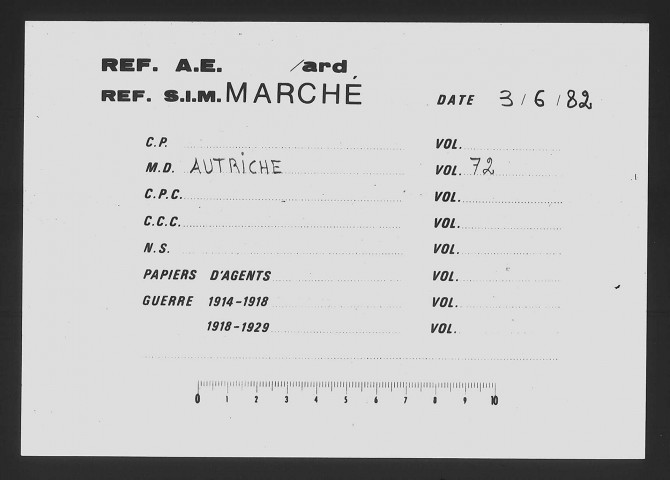 REF. A.E. /ard
REF. S.I.M. MARCHÉ
DATE 3/6/82
C.P. VOL.
M.D. AUTRICHE VOL. 72
C.P.C. VOL.
C.C.C. VOL.
N.S. VOL.
PAPIERS D'AGENTS VOL.
GUERRE 1914-1918 VOL.
1918-1929 VOL.
0 1 2 3 4 5 6 7 8 9 10